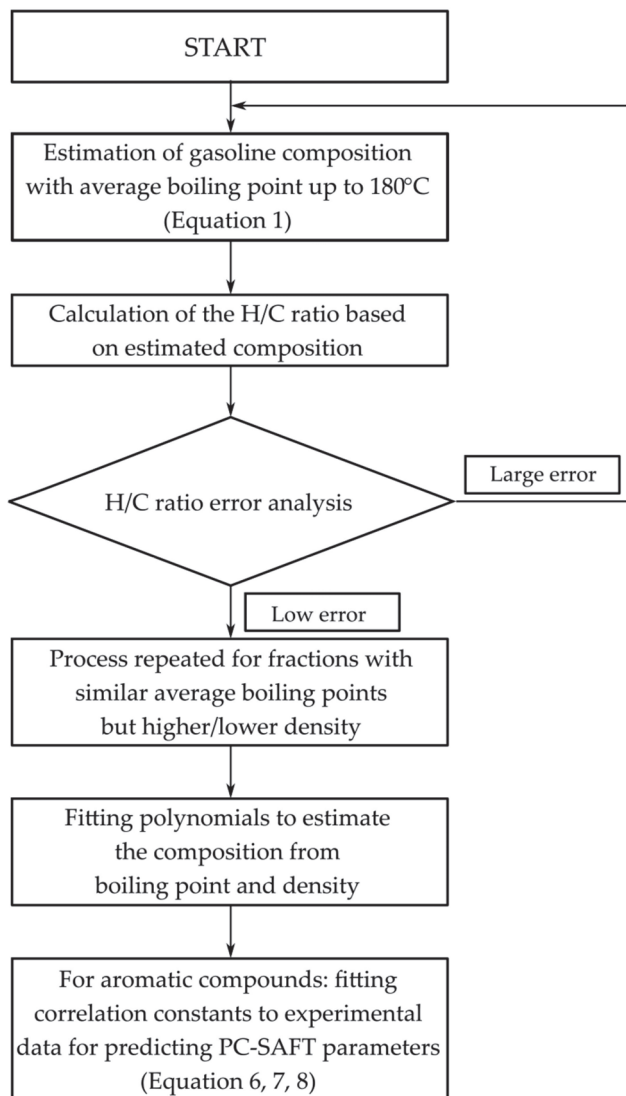 START
Estimation of gasoline composition
with average boiling point up to 180°C
(Equation 1)
Calculation of the H/C ratio based
on estimated composition
H/C ratio error analysis
Large error
Low error
Process repeated for fractions with
similar average boiling points
but higher/lower density
Fitting polynomials to estimate
the composition from
boiling point and density
For aromatic compounds: fitting
correlation constants to experimental
data for predicting PC-SAFT parameters
(Equation 6, 7, 8)